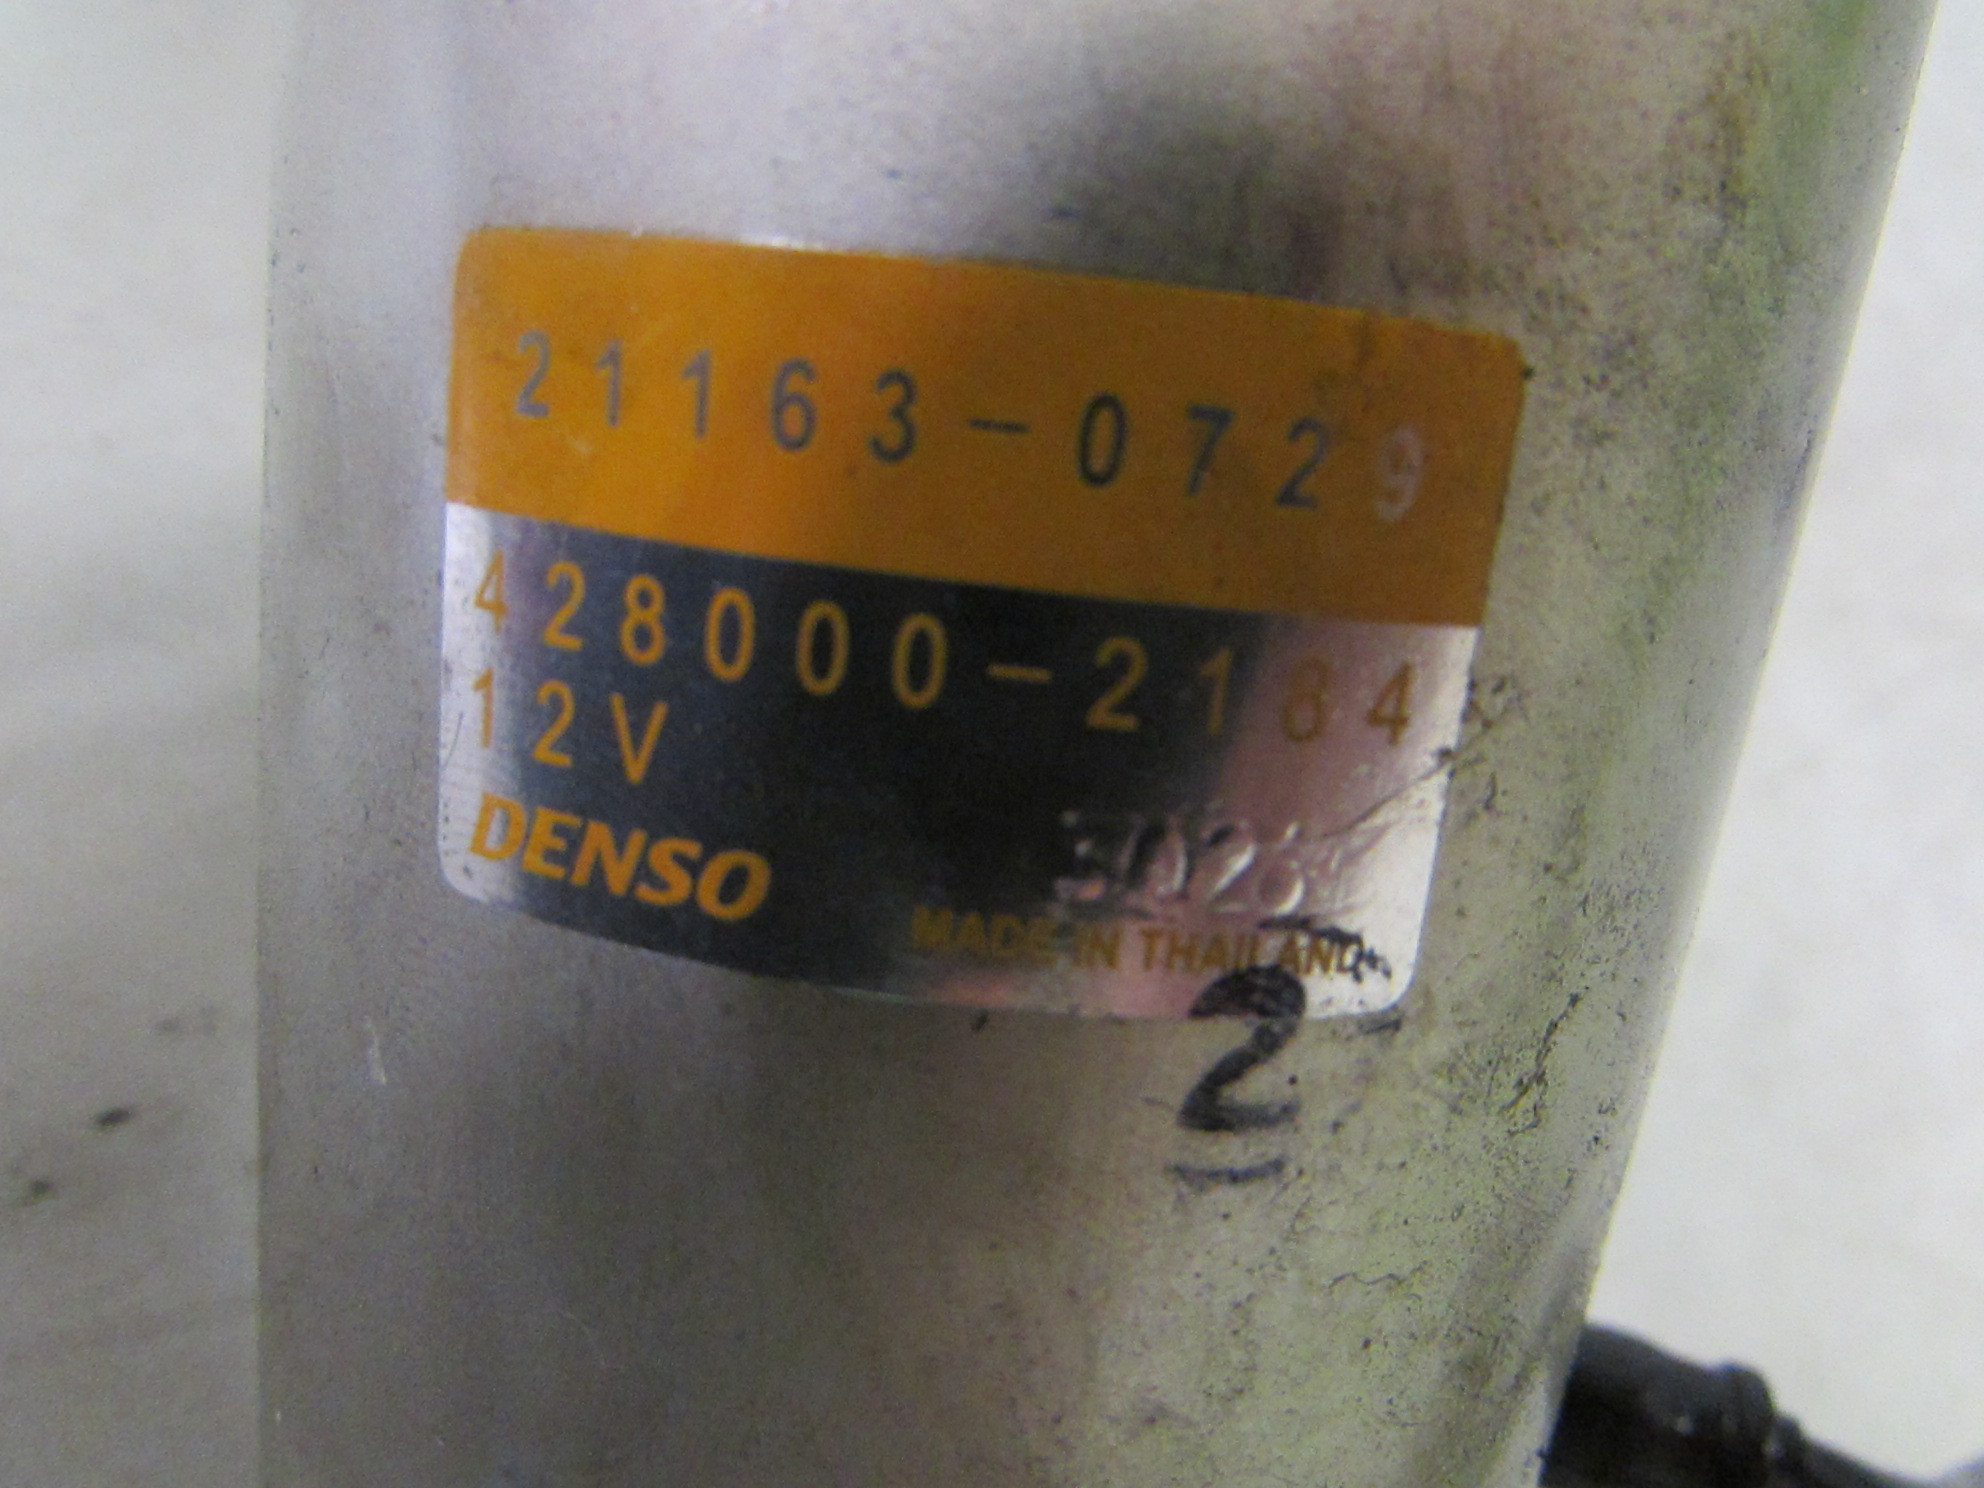 21163-0729
428000-2184
12V
DENSO
MADE IN THAILAND
2